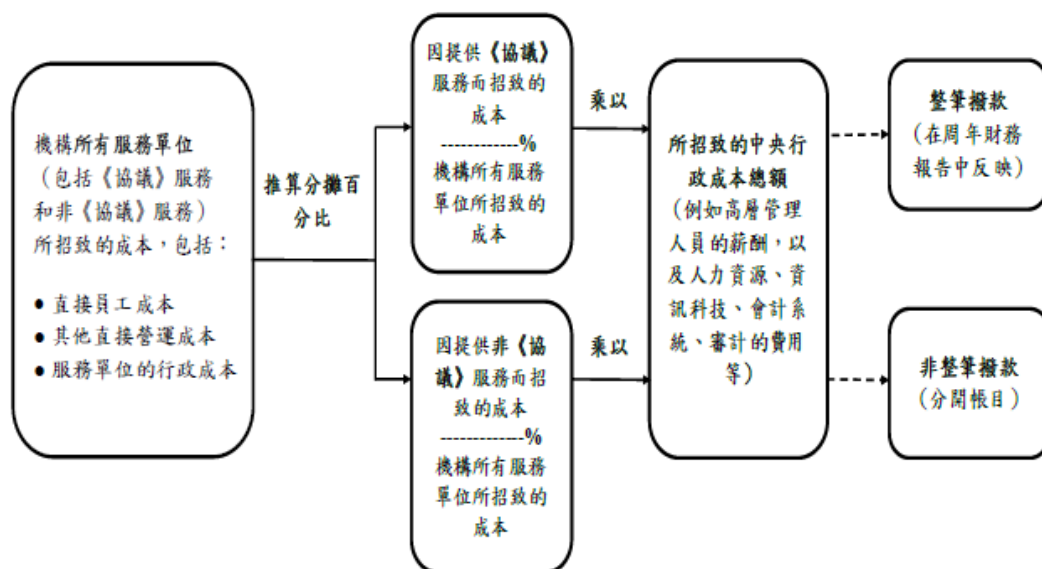 機構所有服務單位
（包括《協議》服務
和非《協議》服務）
所招致的成本，包括：
● 直接員工成本
● 其他直接營運成本
● 服務單位的行政成本
推算分攤百
分比
因提供《協議》
服務而招致的
成本
------------%
機構所有服務
單位所招致的
成本
乘以
因提供非《協
議》服務而招
致的成本
-------------%
機構所有服務
單位所招致的
成本
乘以
所招致的中央行
政成本總額
（例如高層管理
人員的薪酬，以
及人力資源、資
訊科技、會計系
統、審計的費用
等）
整筆撥款
（在周年財務
報告中反映）
非整筆撥款
（分開帳目）